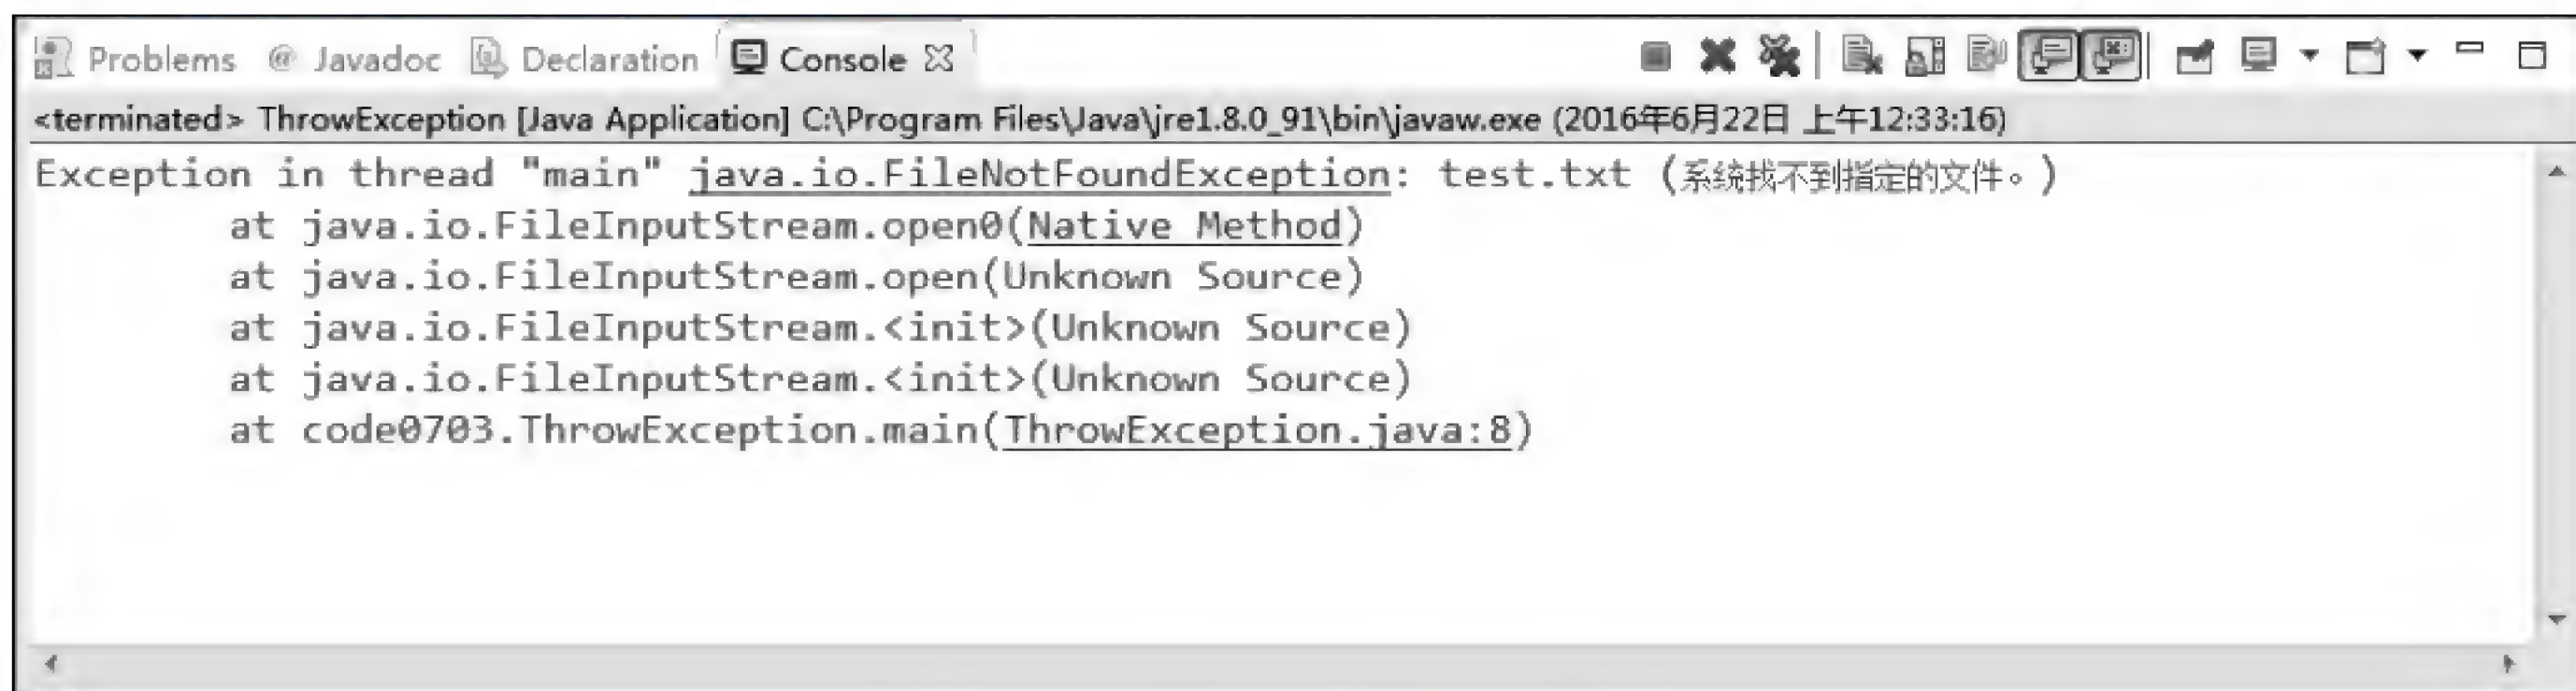 Problems @ Javadoc Declaration Console
<terminated> ThrowException [Java Application] C:\Program Files\Java\jre1.8.0_91\bin\javaw.exe (2016年6月22日 上午12:33:16)
Exception in thread "main" java.io.FileNotFoundException: test.txt (系统找不到指定的文件。)
at java.io.FileInputStream.open0(Native Method)
at java.io.FileInputStream.open(Unknown Source)
at java.io.FileInputStream.<init>(Unknown Source)
at java.io.FileInputStream.<init>(Unknown Source)
at code0703.ThrowException.main(ThrowException.java:8)